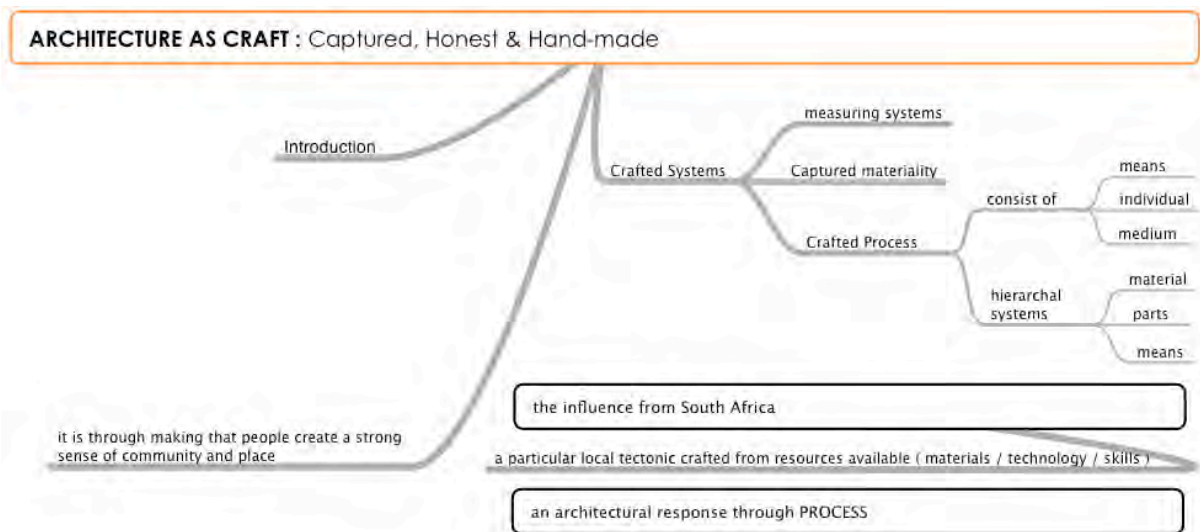 ARCHITECTURE AS CRAFT : Captured, Honest & Hand-made
Introduction
Crafted Systems
measuring systems
Captured materiality
Crafted Process
consist of
means
individual
medium
hierarchal
systems
material
parts
means
it is through making that people create a strong
sense of community and place
the influence from South Africa
a particular local tectonic crafted from resources available ( materials / technology / skills )
an architectural response through PROCESS